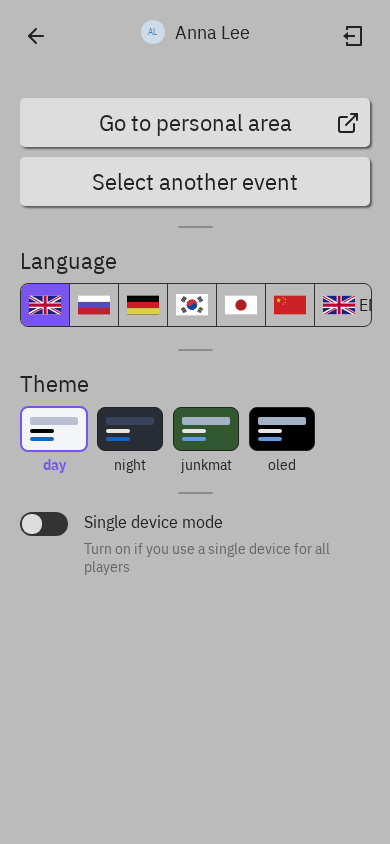 AL Anna Lee
Go to personal area
Select another event
Language
Theme
day night junkmat oled
Single device mode
Turn on if you use a single device for all
players